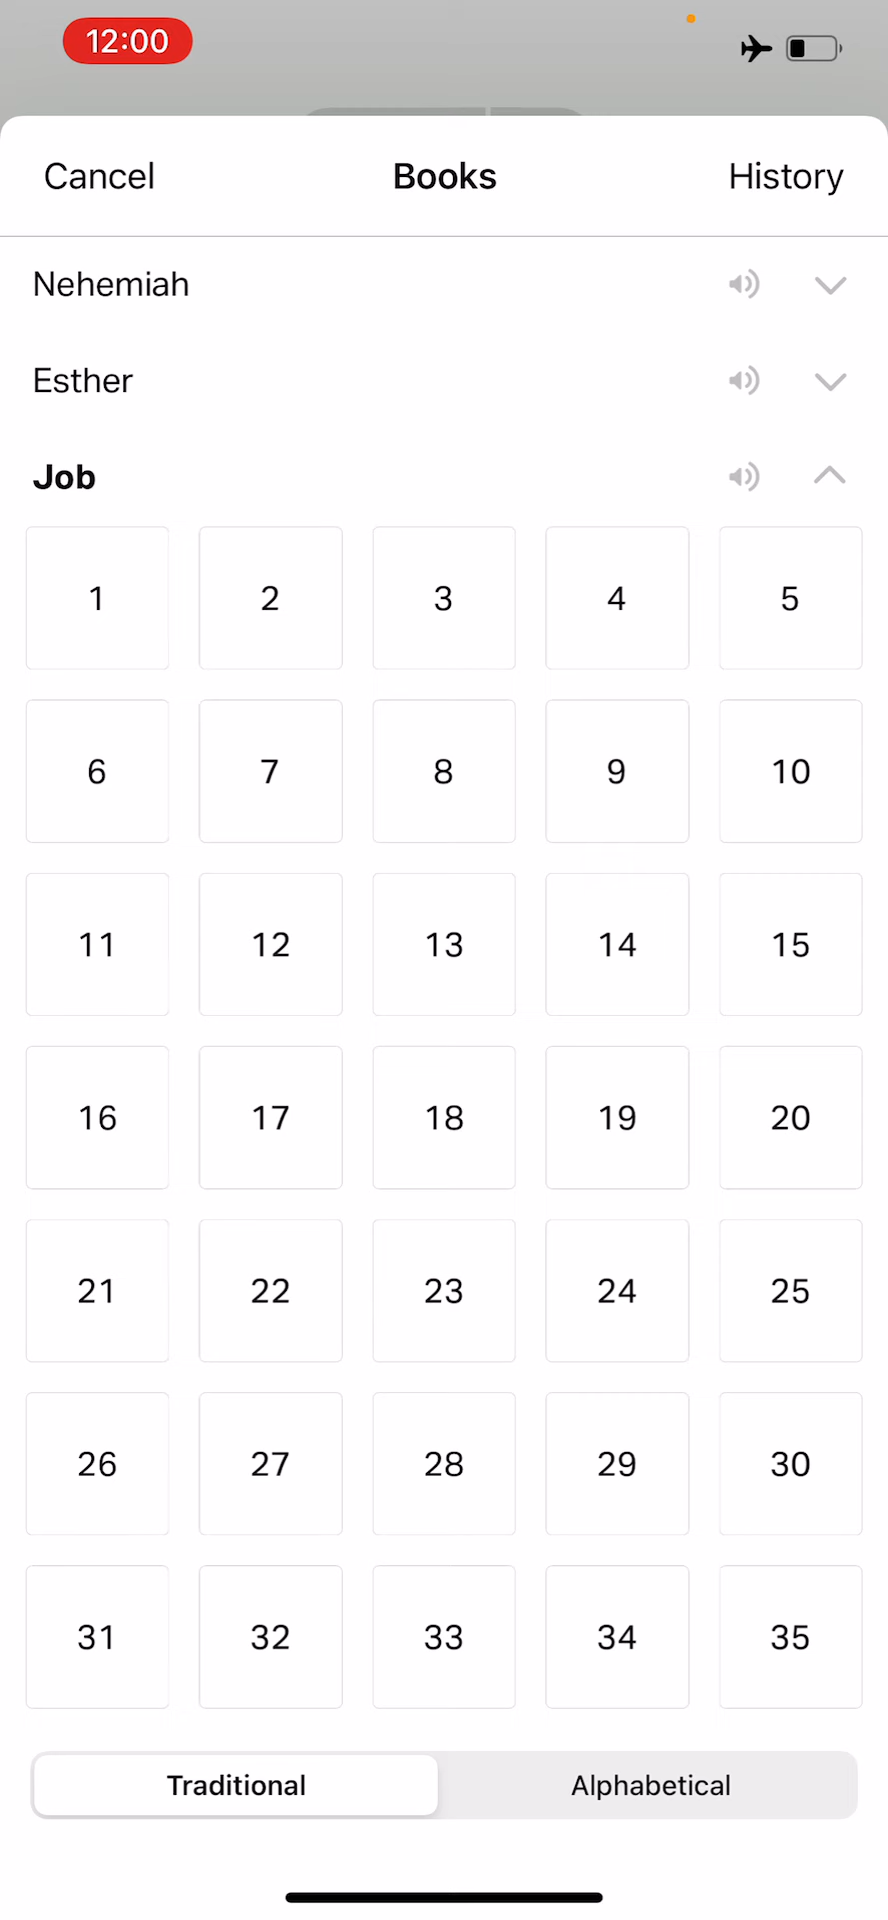 12:00
Cancel Books History
Nehemiah
Esther
Job
1 2 3 4 5
6 7 8 9 10
11 12 13 14 15
16 17 18 19 20
21 22 23 24 25
26 27 28 29 30
31 32 33 34 35
Traditional Alphabetical